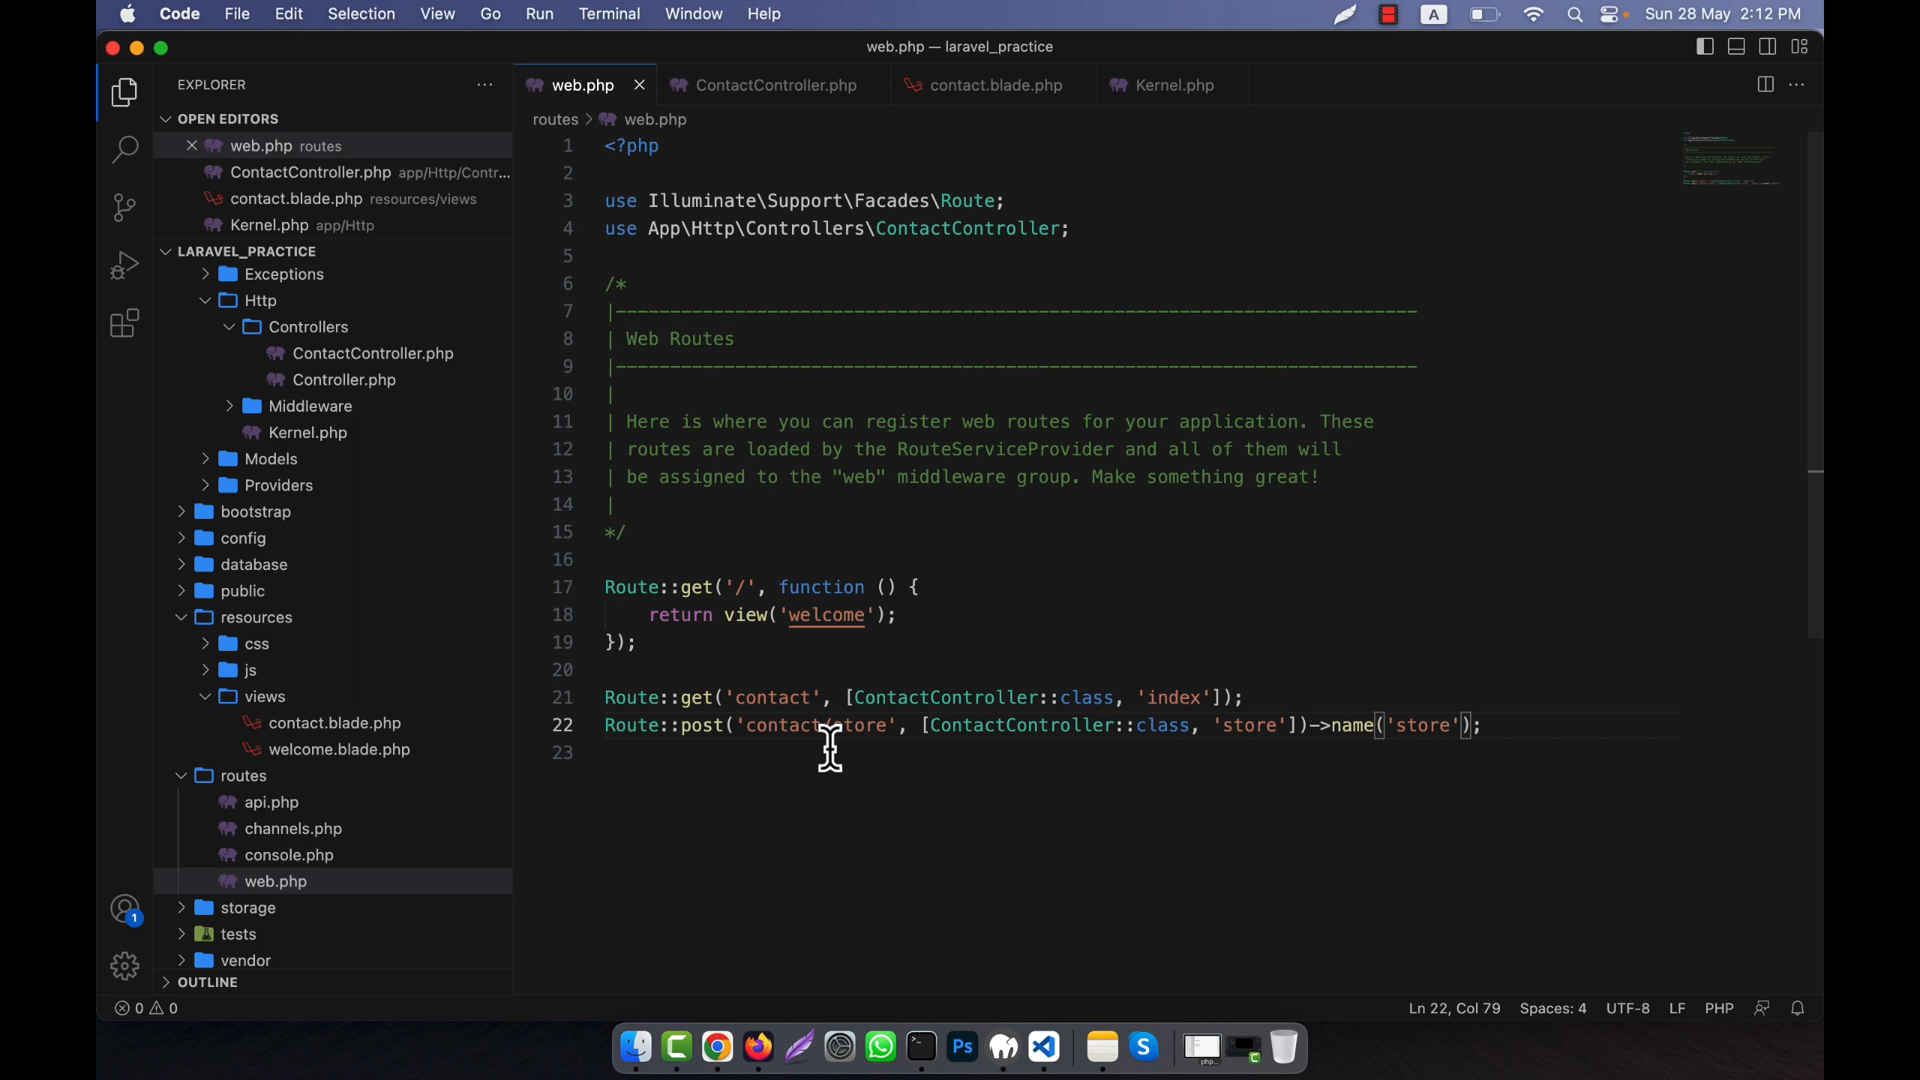 Code File Edit Selection View Go Run Terminal Window Help A Sun 28 May 2:12 PM
web.php — laravel_practice
EXPLORER
OPEN EDITORS
web.php routes
ContactController.php app/Http/Contr...
contact.blade.php resources/views
Kernel.php app/Http
LARAVEL_PRACTICE
Exceptions
Http
Controllers
ContactController.php
Controller.php
Middleware
Kernel.php
Models
Providers
bootstrap
config
database
public
resources
css
js
views
contact.blade.php
welcome.blade.php
routes
api.php
channels.php
console.php
web.php
storage
tests
vendor
OUTLINE
web.php ContactController.php contact.blade.php Kernel.php
routes > web.php
1 <?php
2
3 use Illuminate\Support\Facades\Route;
4 use App\Http\Controllers\ContactController;
5
6 /*
7 |--------------------------------------------------------------------------
8 | Web Routes
9 |--------------------------------------------------------------------------
10 |
11 | Here is where you can register web routes for your application. These
12 | routes are loaded by the RouteServiceProvider and all of them will
13 | be assigned to the "web" middleware group. Make something great!
14 |
15 */
16
17 Route::get('/', function () {
18 return view('welcome');
19 });
20
21 Route::get('contact', [ContactController::class, 'index']);
22 Route::post('contact/store', [ContactController::class, 'store'])->name('store');
23
1
0 0 Ln 22, Col 79 Spaces: 4 UTF-8 LF PHP
Ps
php...